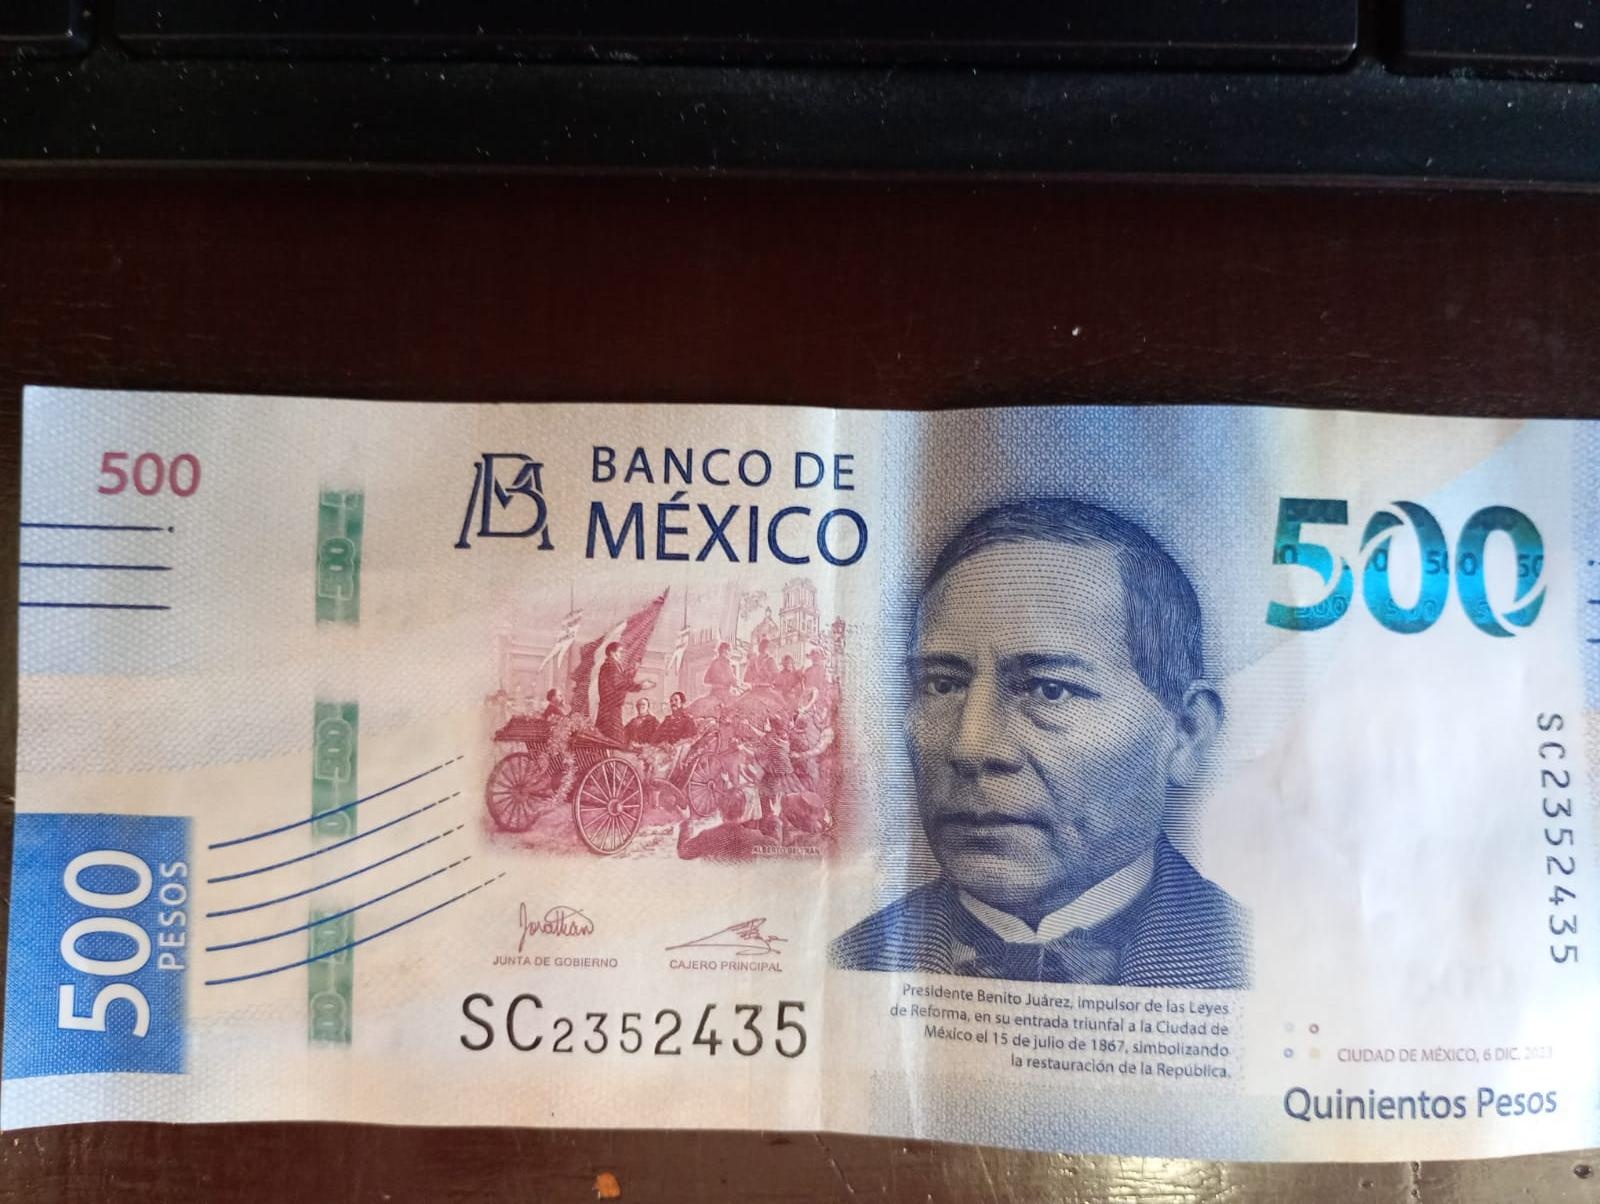 500
BANCO DE
MÉXICO
500
500
PESOS
ALBERTO BELTRÁN
Jonathan
JUNTA DE GOBIERNO
CAJERO PRINCIPAL
SC2352435
Presidente Benito Juárez, impulsor de las Leyes
de Reforma, en su entrada triunfal a la Ciudad de
México el 15 de julio de 1867, simbolizando
la restauración de la República.
SC2352435
CIUDAD DE MÉXICO, 6 DIC.
Quinientos Pesos